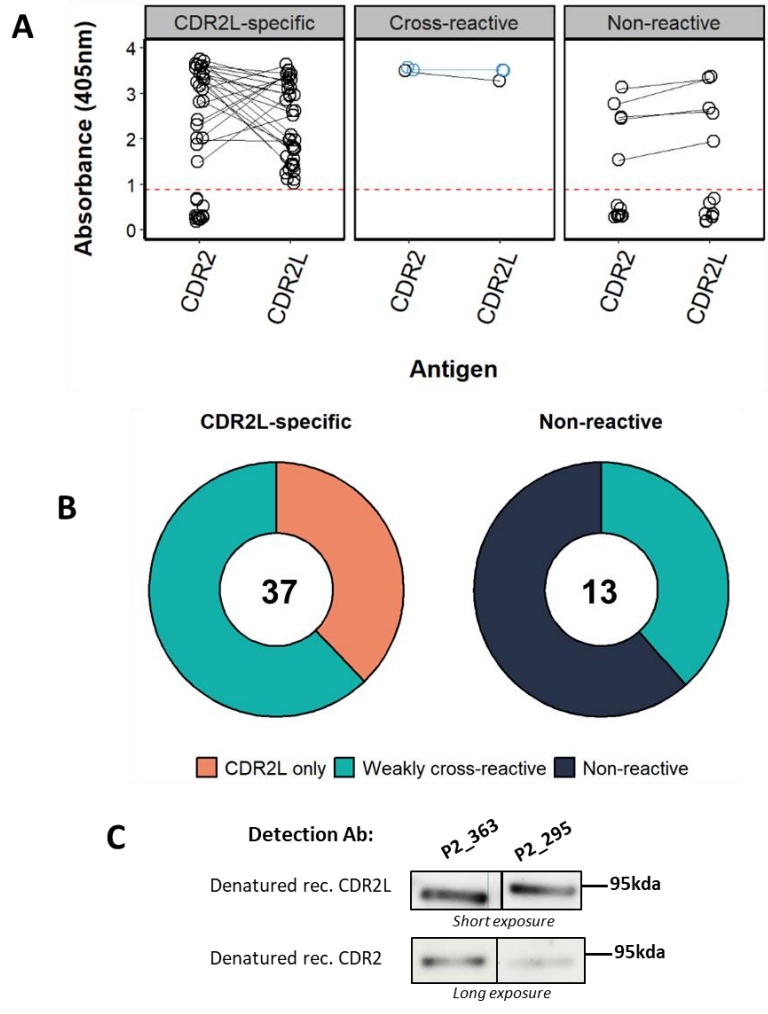 A
CDR2L-specific
Cross-reactive
Non-reactive
Absorbance (405nm)
4
3
2
1
0
CDR2
CDR2L
CDR2
CDR2L
CDR2
CDR2L
Antigen
B
CDR2L-specific
Non-reactive
37
13
CDR2L only
Weakly cross-reactive
Non-reactive
C
Detection Ab:
P2_363
P2_295
Denatured rec. CDR2L
95kda
Short exposure
Denatured rec. CDR2
95kda
Long exposure